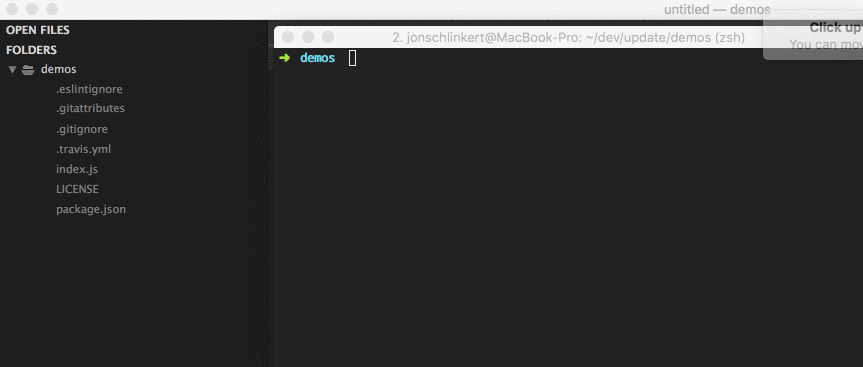 untitled — demos
OPEN FILES
FOLDERS
demos
.eslintignore
.gitattributes
.gitignore
.travis.yml
index.js
LICENSE
package.json
2. jonschlinkert@MacBook-Pro: ~/dev/update/demos (zsh)
➜ demos
Click up
You can mov